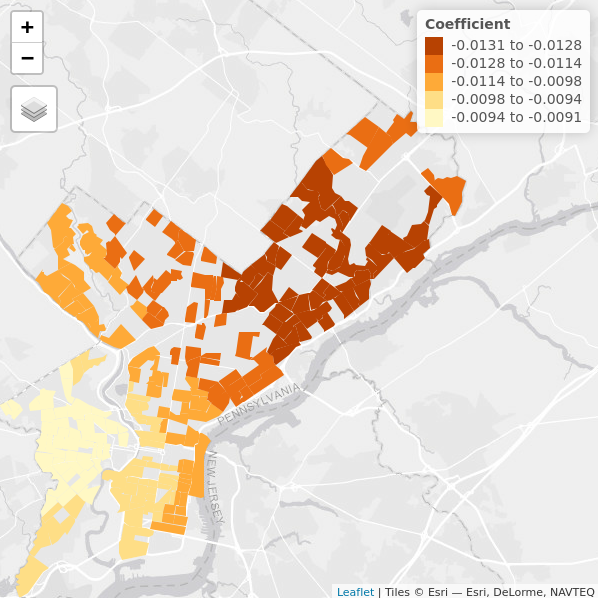 +
−
Coefficient
-0.0131 to -0.0128
-0.0128 to -0.0114
-0.0114 to -0.0098
-0.0098 to -0.0094
-0.0094 to -0.0091
PENNSYLVANIA
NEW JERSEY
Leaflet | Tiles © Esri — Esri, DeLorme, NAVTEQ